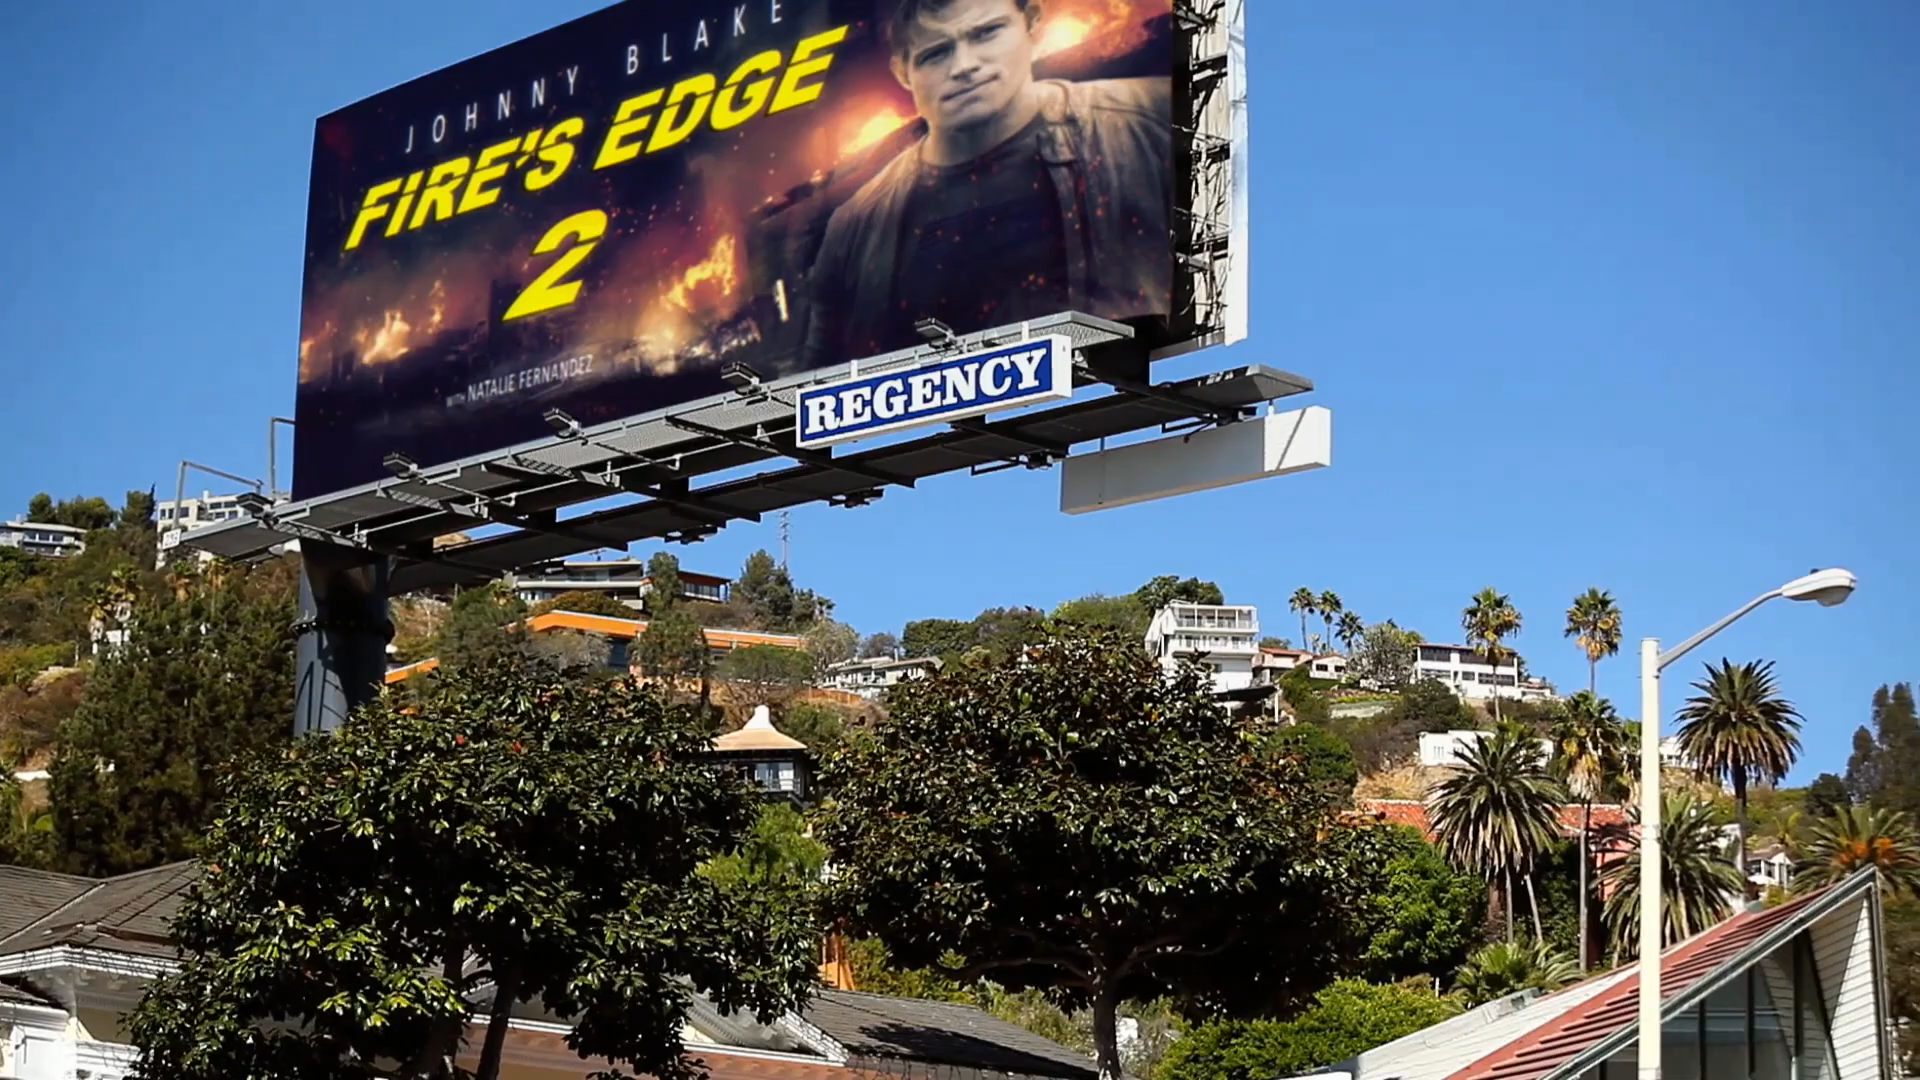 JOHNNY BLAKE
FIRE'S EDGE
2
WITH NATALIE FERNANDEZ
REGENCY